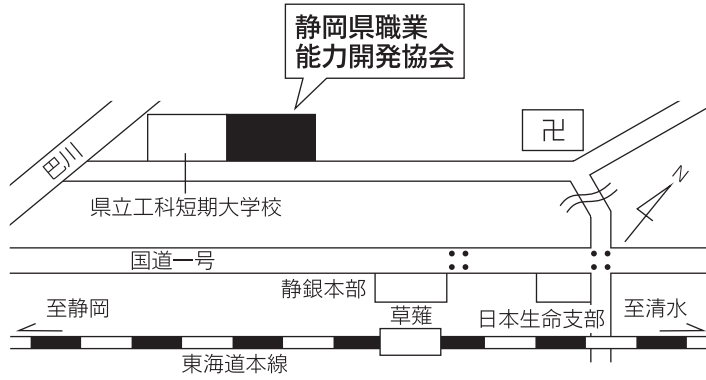 静岡県職業
能力開発協会
巴川
卍
県立工科短期大学校
N
国道一号
静銀本部
草薙
日本生命支部
至静岡
至清水
東海道本線